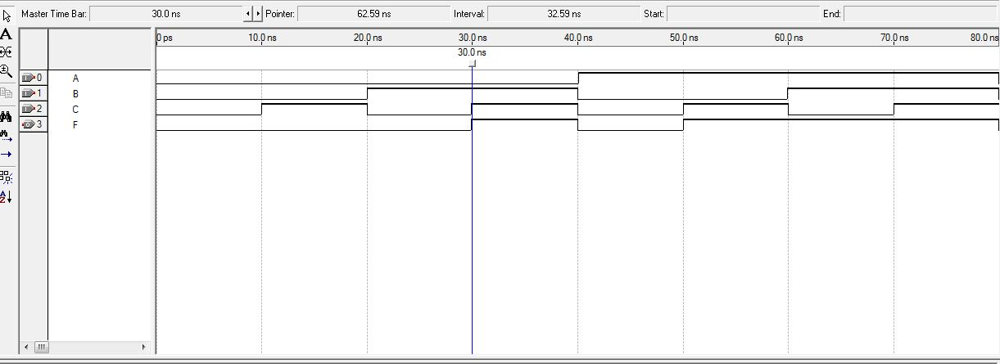 Master Time Bar: 30.0 ns Pointer: 62.59 ns Interval: 32.59 ns Start: End:
0 ps 10.0 ns 20.0 ns 30.0 ns 40.0 ns 50.0 ns 60.0 ns 70.0 ns 80.0 ns
30.0 ns
0 A
1 B
2 C
3 F